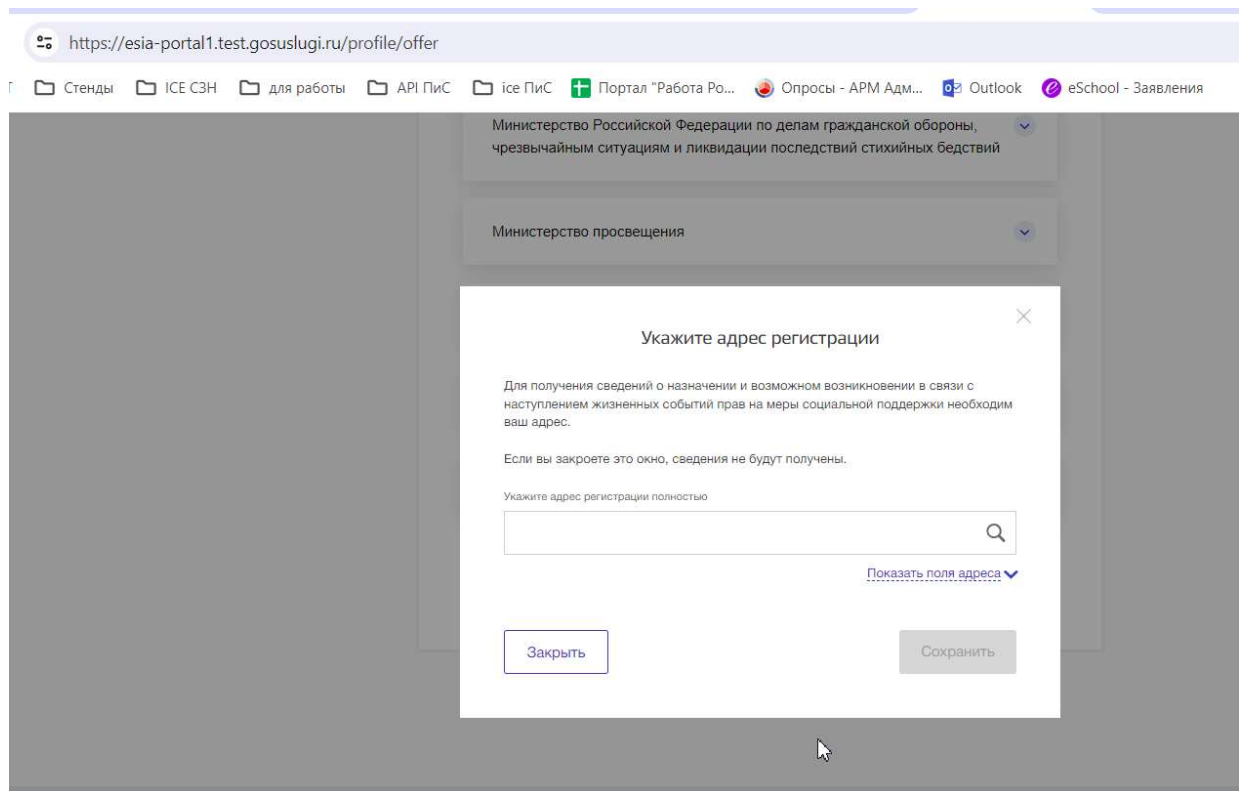 https://esia-portal1.test.gosuslugi.ru/profile/offer
Стенды ICE СЗН для работы API ПиС ice ПиС Портал "Работа Ро... Опросы - АРМ Адм... Outlook eSchool - Заявления
Министерство Российской Федерации по делам гражданской обороны,
чрезвычайным ситуациям и ликвидации последствий стихийных бедствий
Министерство просвещения
Укажите адрес регистрации
Для получения сведений о назначении и возможном возникновении в связи с
наступлением жизненных событий прав на меры социальной поддержки необходим
ваш адрес.
Если вы закроете это окно, сведения не будут получены.
Укажите адрес регистрации полностью
Показать поля адреса
Закрыть Сохранить